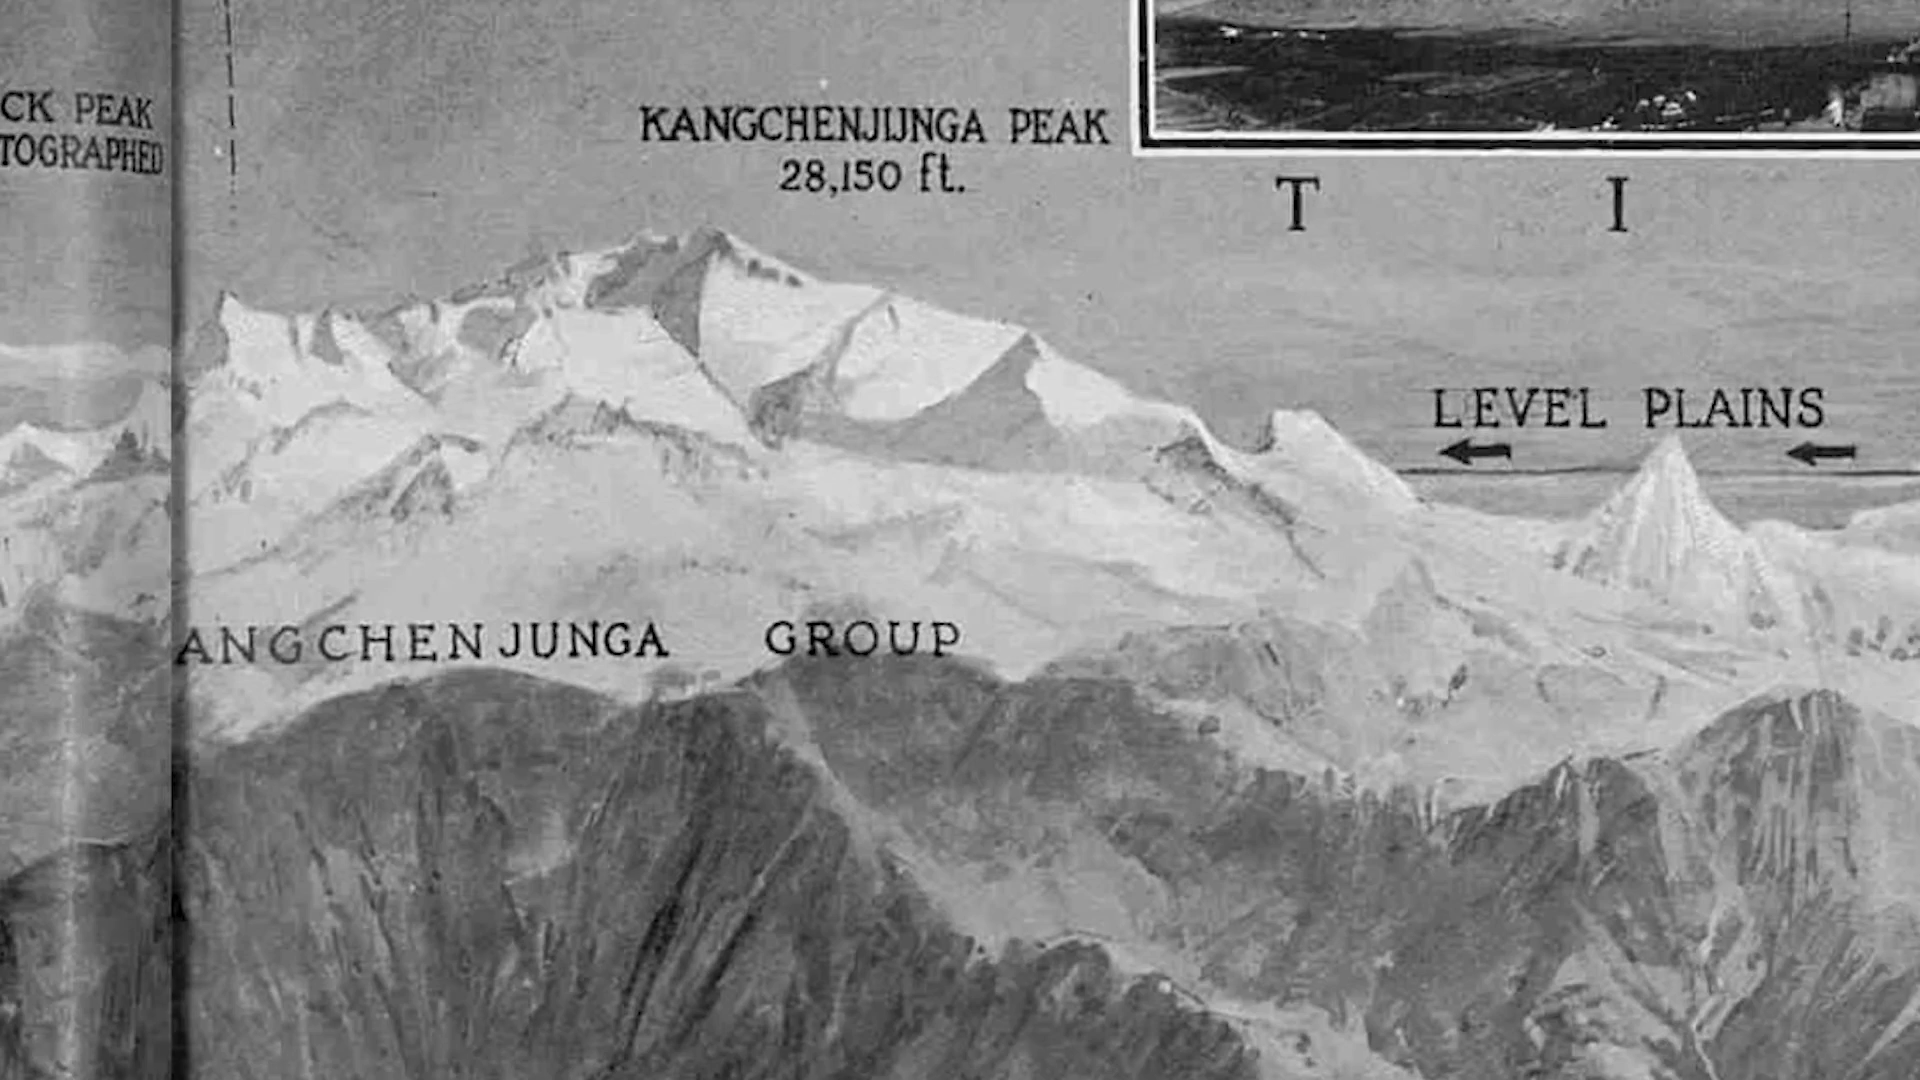 CK PEAK
TOGRAPHED
KANGCHENJUNGA PEAK
28,150 ft.
T I
LEVEL PLAINS
ANGCHENJUNGA GROUP